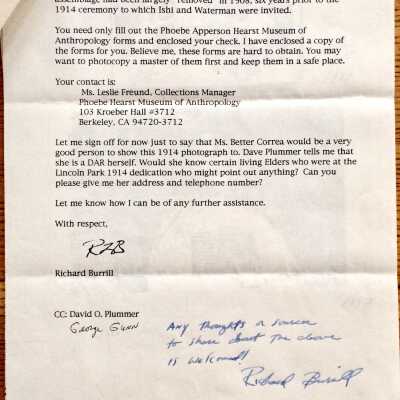 assemblage had been largely "removed" in 1908, six years prior to the
1914 ceremony to which Ishi and Waterman were invited.
You need only fill out the Phoebe Apperson Hearst Museum of
Anthropology forms and enclosed your check. I have enclosed a copy of
the forms for you. Believe me, these forms are hard to obtain. You may
want to photocopy a master of them first and keep them in a safe place.
Your contact is:
Ms. Leslie Freund, Collections Manager
Phoebe Hearst Museum of Anthropology
103 Kroeber Hall #3712
Berkeley, CA 94720-3712
Let me sign off for now just to say that Ms. Better Correa would be a very
good person to show this 1914 photograph to. Dave Plummer tells me that
she is a DAR herself. Would she know certain living Elders who were at the
Lincoln Park 1914 dedication who might point out anything? Can you
please give me her address and telephone number?
Let me know how I can be of any further assistance.
With respect,
RAB
Richard Burrill
CC: David O. Plummer
George Gunn
Any thoughts or sources
to share about the above
is welcomed!
Richard Burrill